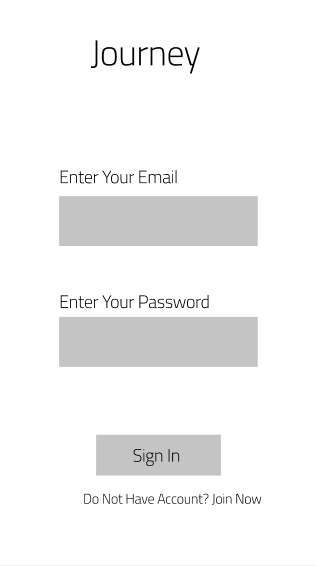 Journey
Enter Your Email
Enter Your Password
Sign In
Do Not Have Account? Join Now